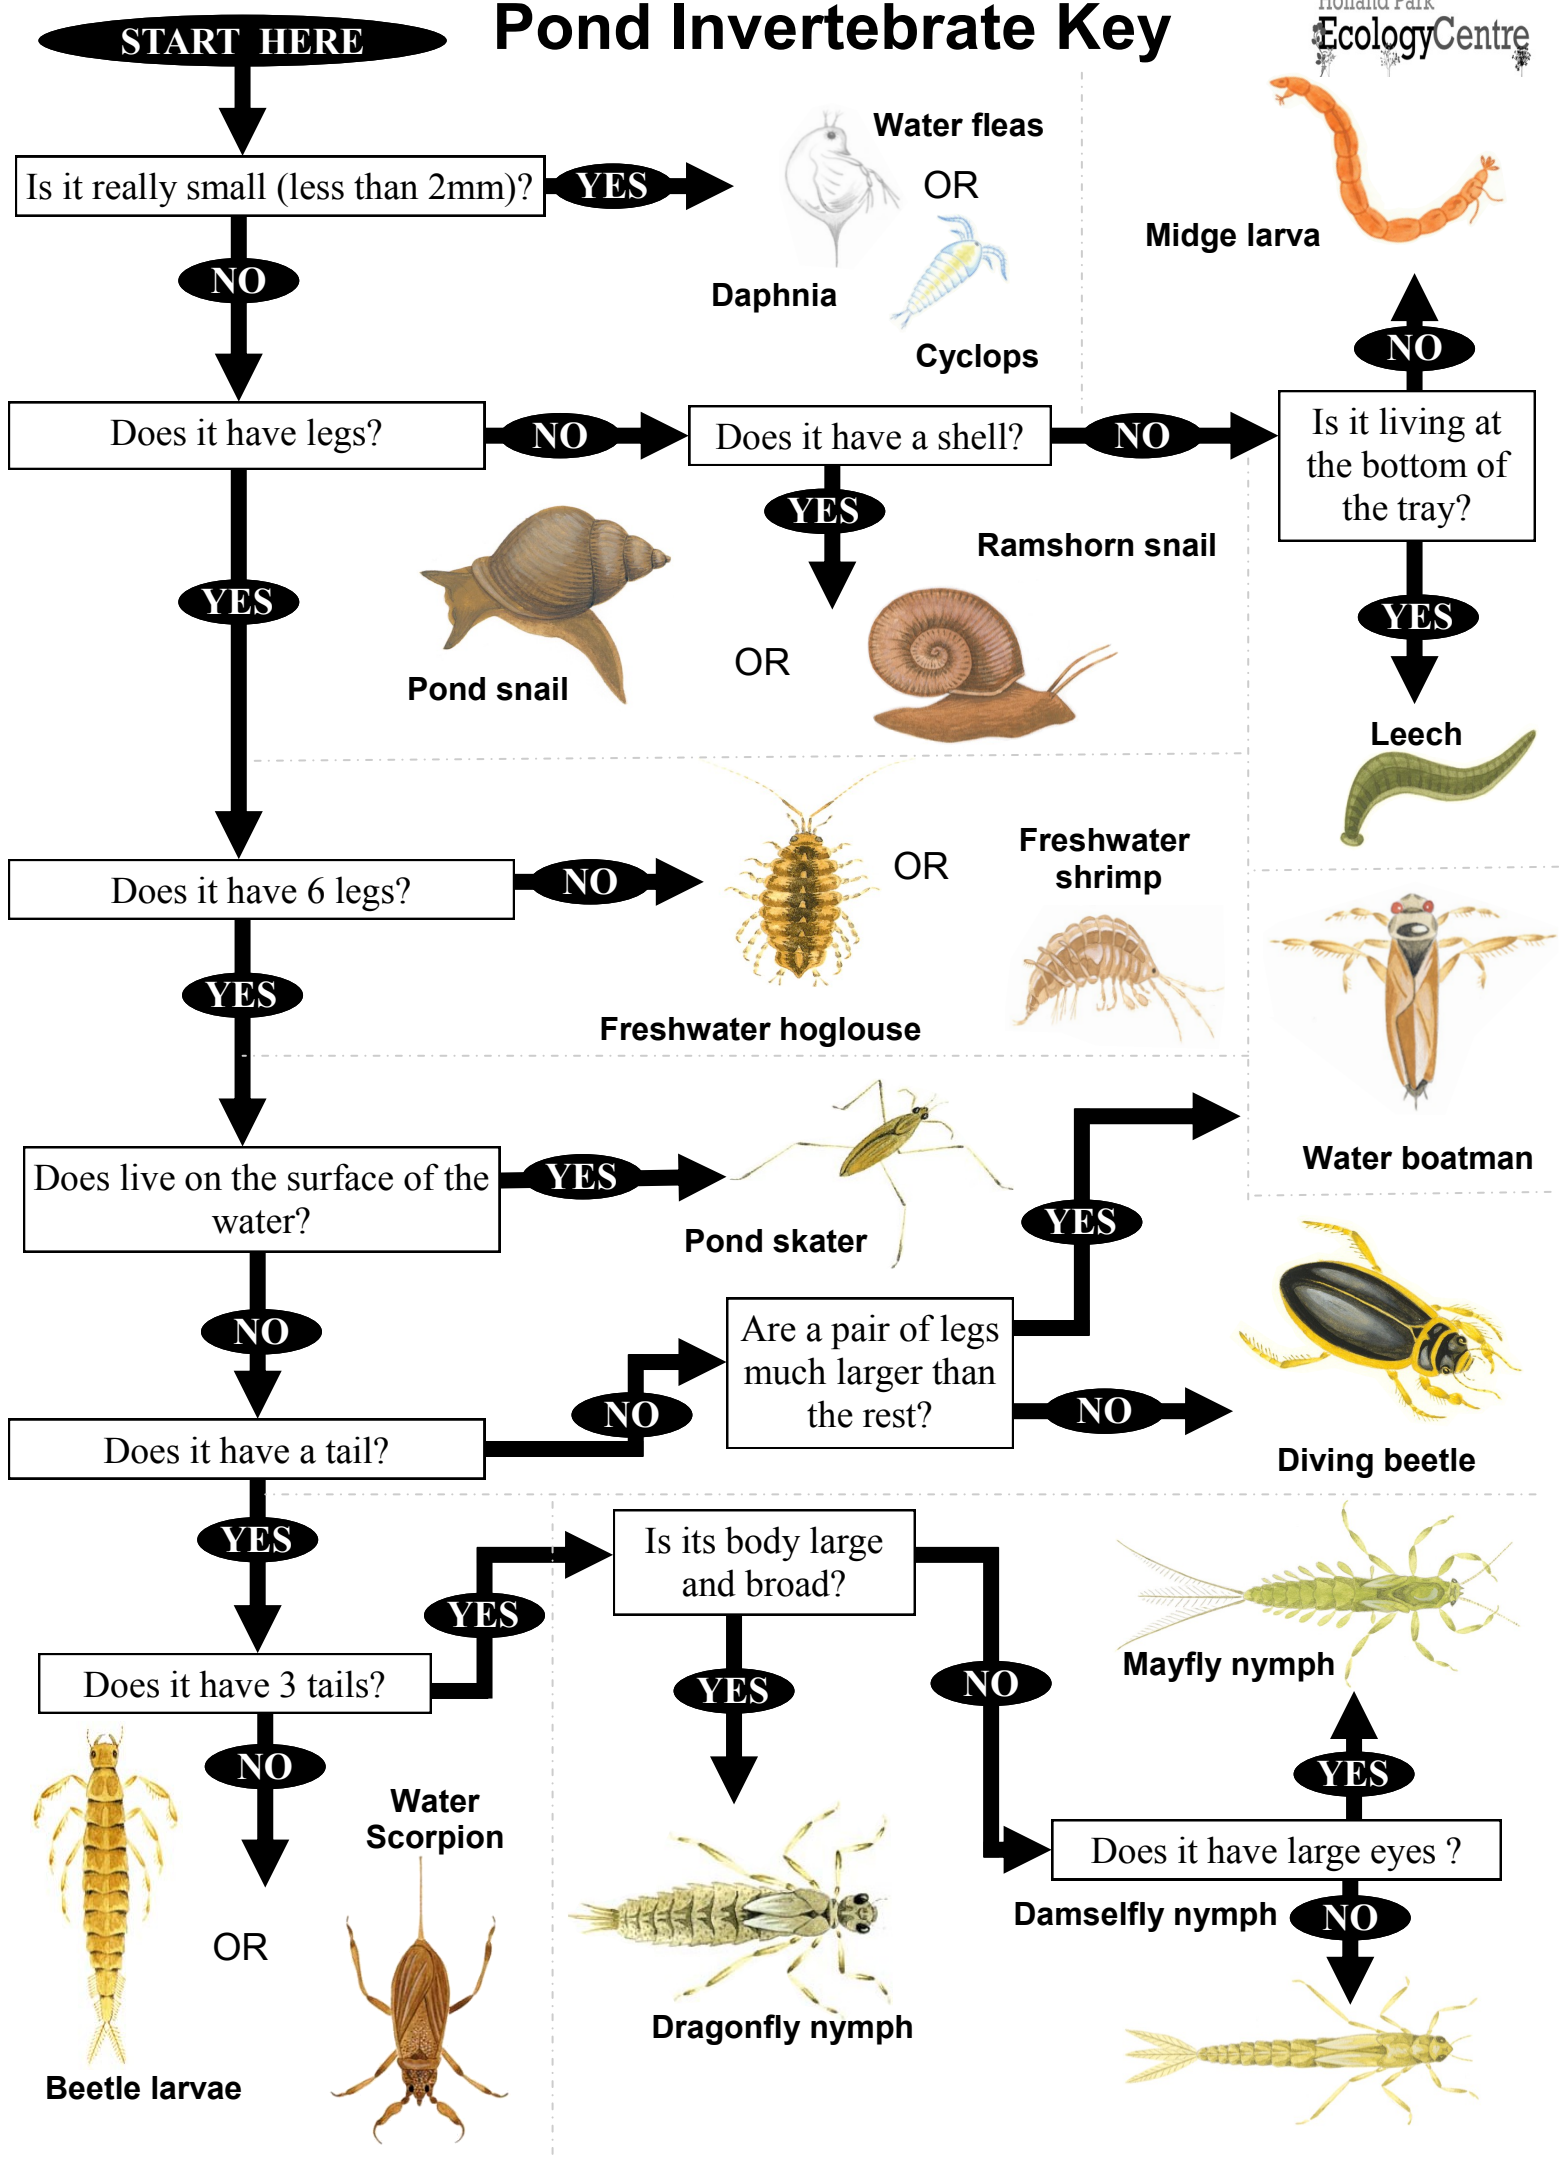 Pond Invertebrate Key
Holland Park
EcologyCentre
START HERE
Is it really small (less than 2mm)?
YES
Water fleas
OR
Daphnia
Cyclops
Midge larva
NO
NO
Does it have legs?
NO
Does it have a shell?
NO
Is it living at
the bottom of
the tray?
YES
Ramshorn snail
YES
YES
Pond snail
OR
Leech
Does it have 6 legs?
NO
OR
Freshwater
shrimp
Freshwater hoglouse
YES
Water boatman
Does live on the surface of the
water?
YES
Pond skater
YES
NO
Are a pair of legs
much larger than
the rest?
NO
NO
Diving beetle
Does it have a tail?
YES
Is its body large
and broad?
YES
Does it have 3 tails?
YES
NO
Mayfly nymph
NO
Water
Scorpion
YES
Does it have large eyes ?
Damselfly nymph
NO
OR
Dragonfly nymph
Beetle larvae